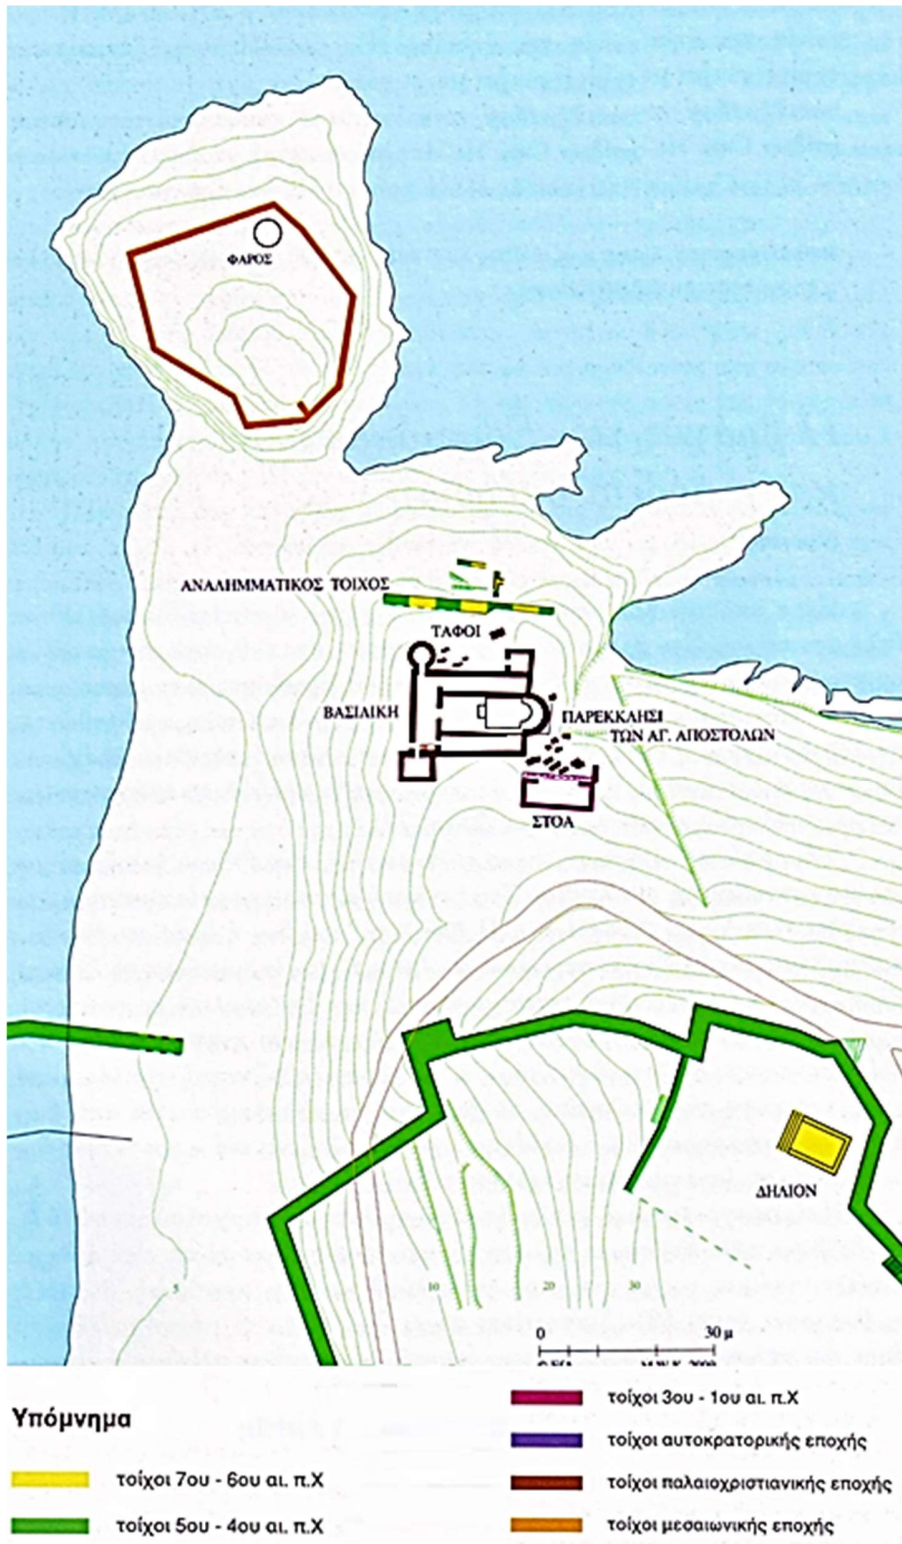 ΦΑΡΟΣ
ΑΝΑΛΗΜΜΑΤΙΚΟΣ ΤΟΙΧΟΣ
ΤΑΦΟΙ
ΒΑΣΙΛΙΚΗ
ΠΑΡΕΚΚΛΗΣΙ
ΤΩΝ ΑΓ. ΑΠΟΣΤΟΛΩΝ
ΣΤΟΑ
ΔΗΛΙΟΝ
10 20 30
0 30 μ
Υπόμνημα
τοίχοι 7ου - 6ου αι. π.Χ
τοίχοι 5ου - 4ου αι. π.Χ
τοίχοι 3ου - 1ου αι. π.Χ
τοίχοι αυτοκρατορικής εποχής
τοίχοι παλαιοχριστιανικής εποχής
τοίχοι μεσαιωνικής εποχής